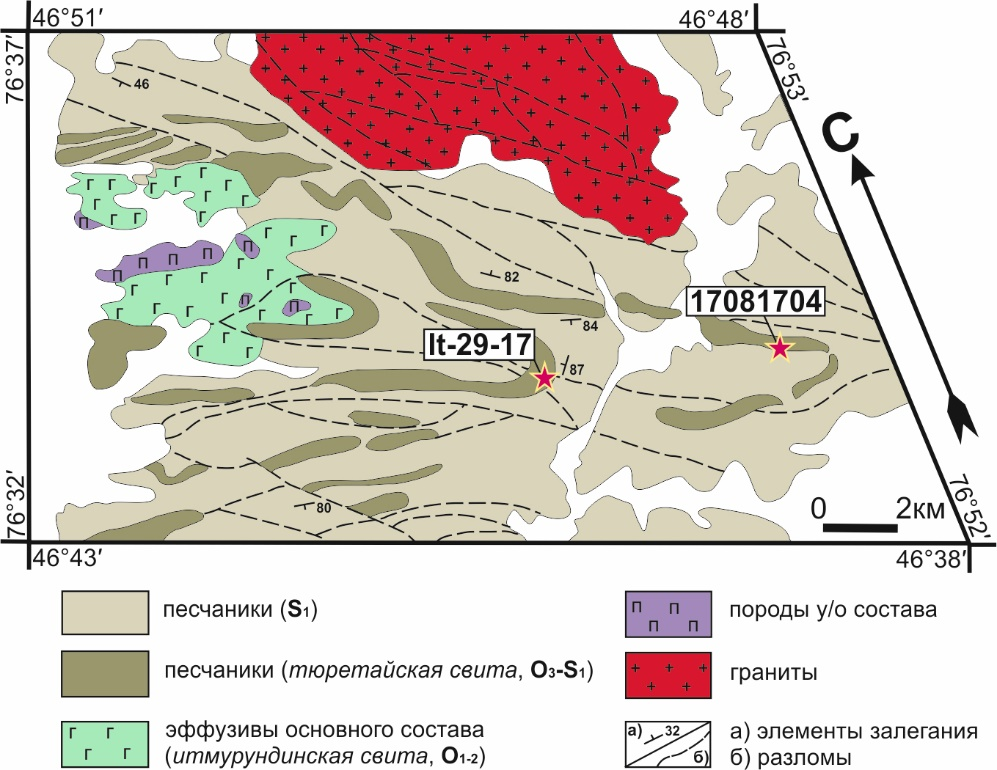 46°51′
46°48′
76°37′
76°53′
С
46
82
84
87
80
It-29-17
17081704
76°32′
76°52′
0 2км
46°43′
46°38′
песчаники (S1)
песчаники (тюретайская свита, O3-S1)
эффузивы основного состава
(итмурундинская свита, O1-2)
породы у/о состава
граниты
а) 32 б)
а) элементы залегания
б) разломы